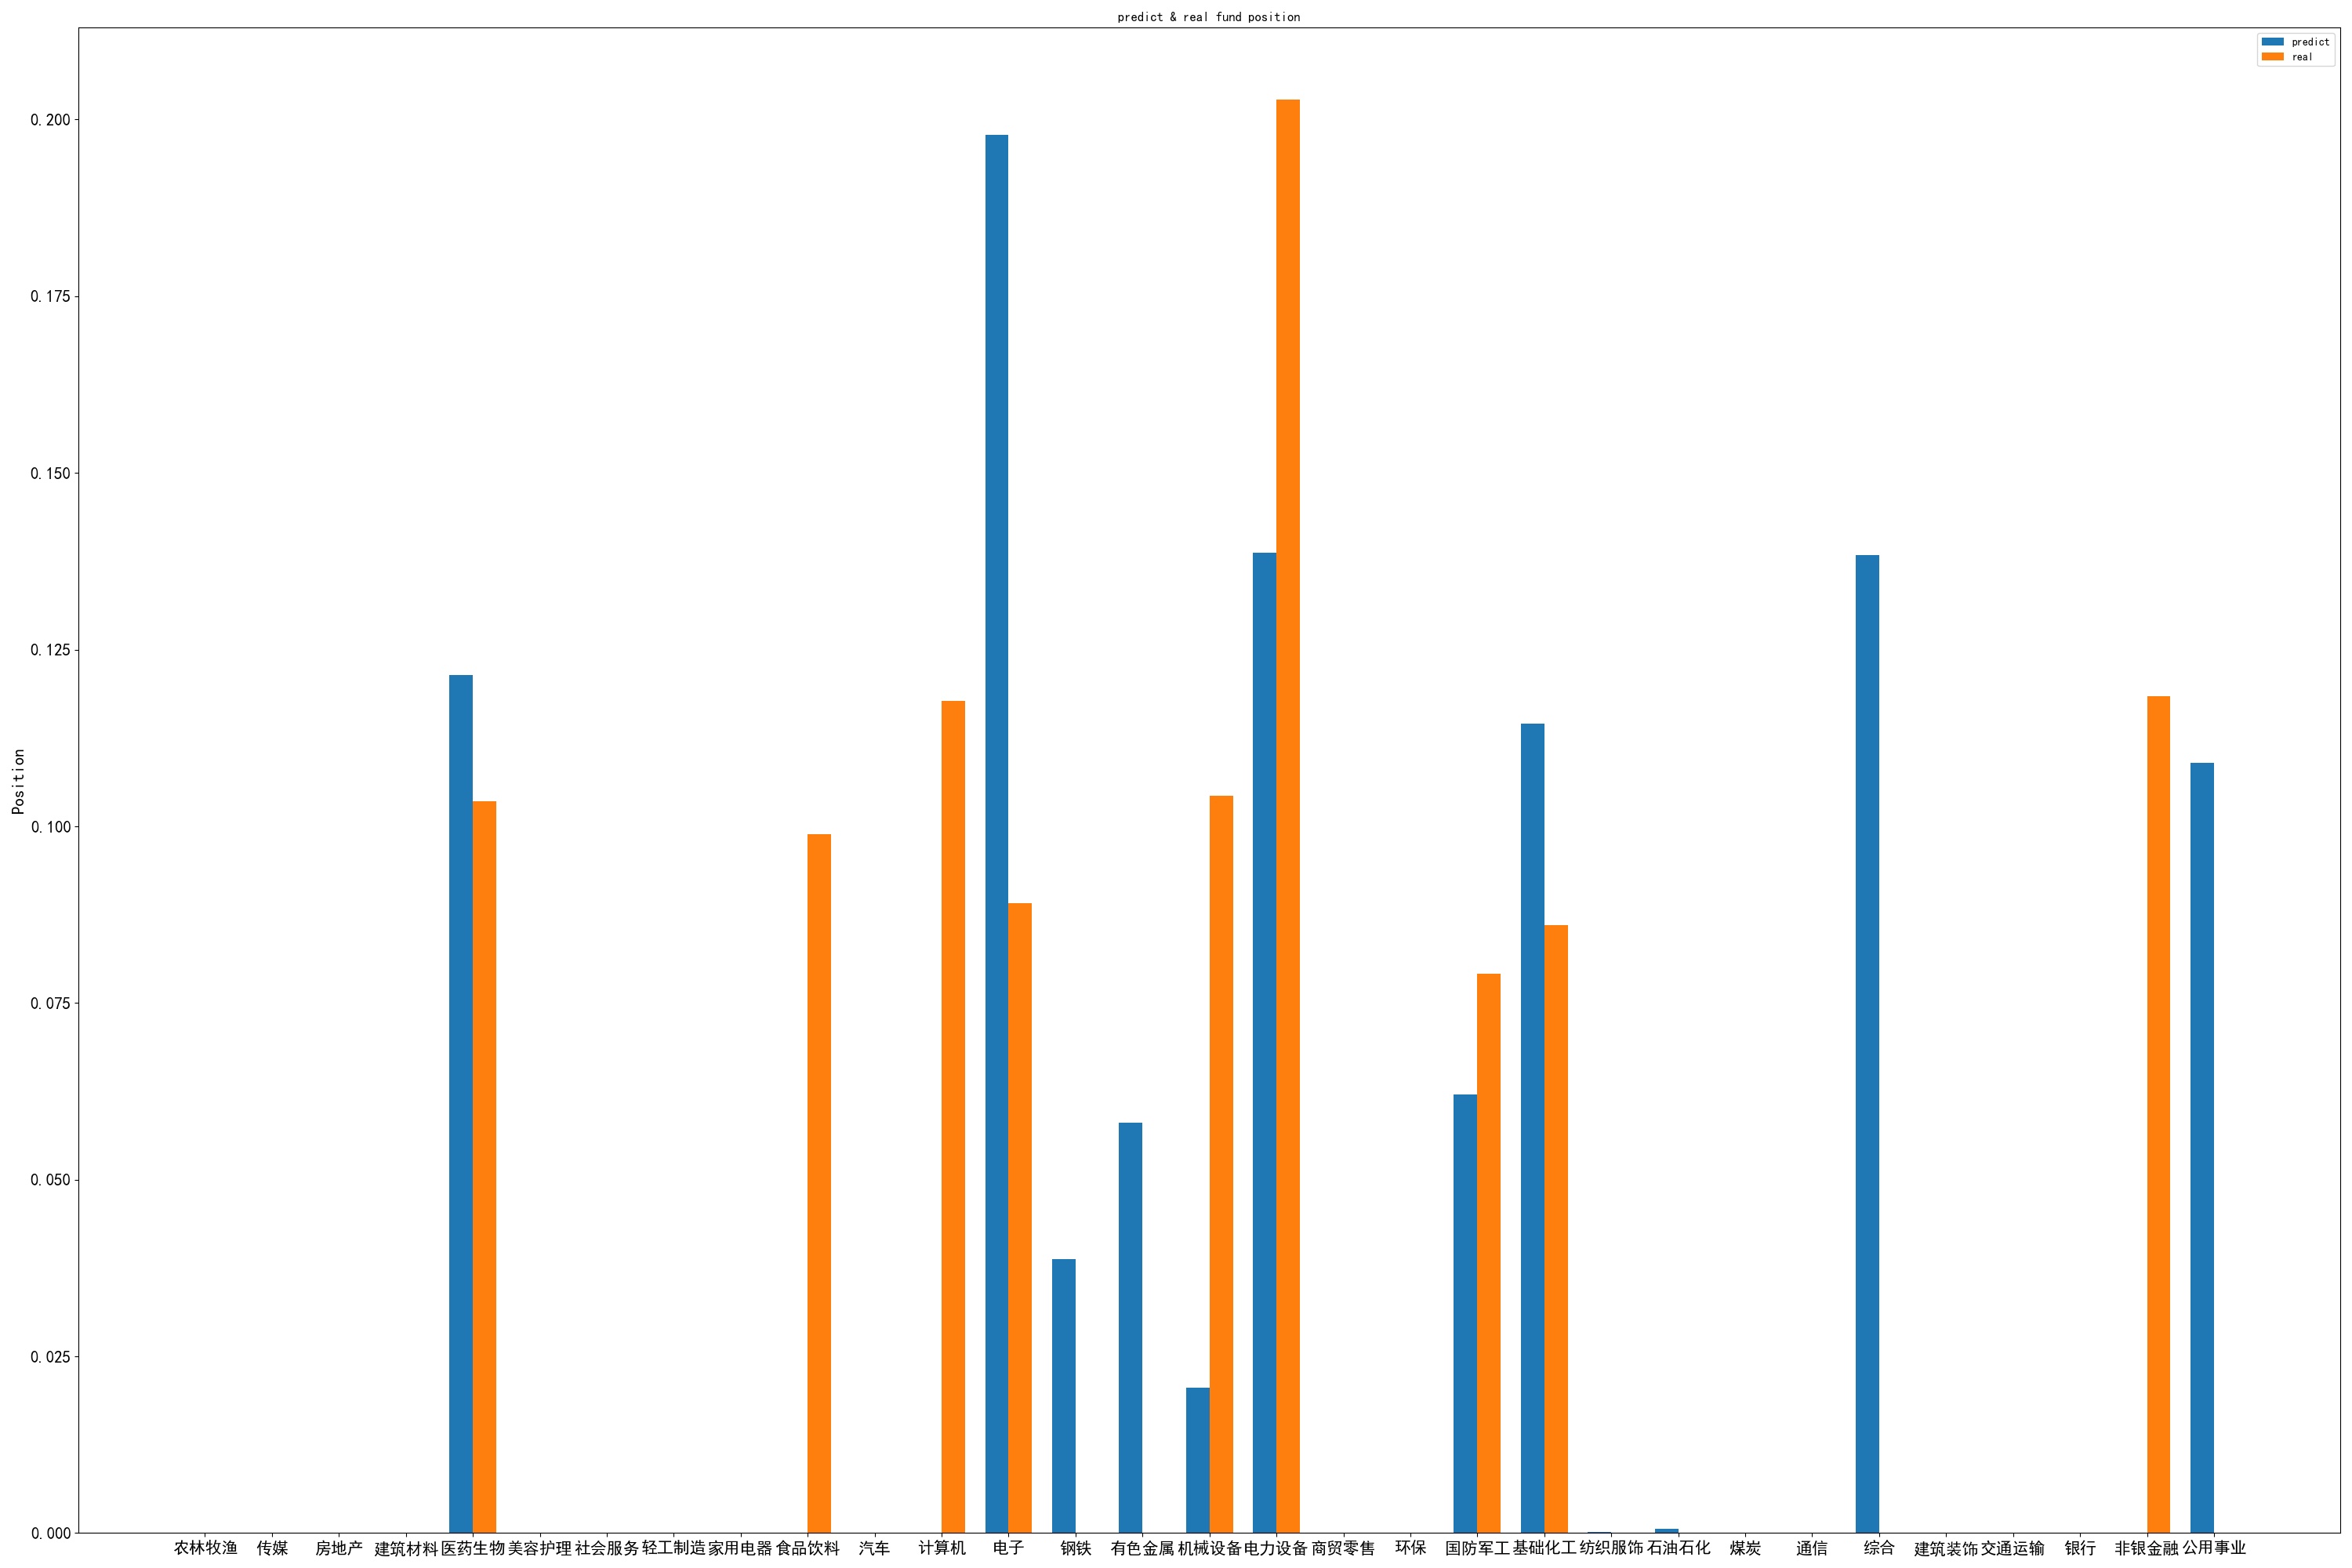 predict & real fund position
predict
real
Position
0.200
0.175
0.150
0.125
0.100
0.075
0.050
0.025
0.000
农林牧渔 传媒 房地产 建筑材料 医药生物 美容护理 社会服务 轻工制造 家用电器 食品饮料 汽车 计算机 电子 钢铁 有色金属 机械设备 电力设备 商贸零售 环保 国防军工 基础化工 纺织服饰 石油石化 煤炭 通信 综合 建筑装饰 交通运输 银行 非银金融 公用事业